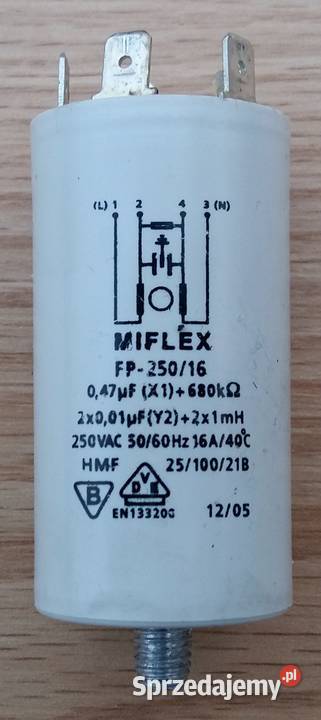 (L) 1 2 4 3 (N)
MIFLEX
FP-250/16
0,47µF (X1)+680kΩ
2x0,01µF(Y2)+2x1mH
250VAC 50/60Hz 16A/40°C
HMF 25/100/21B
B DVE
EN133200 12/05
Sprzedajemy.pl